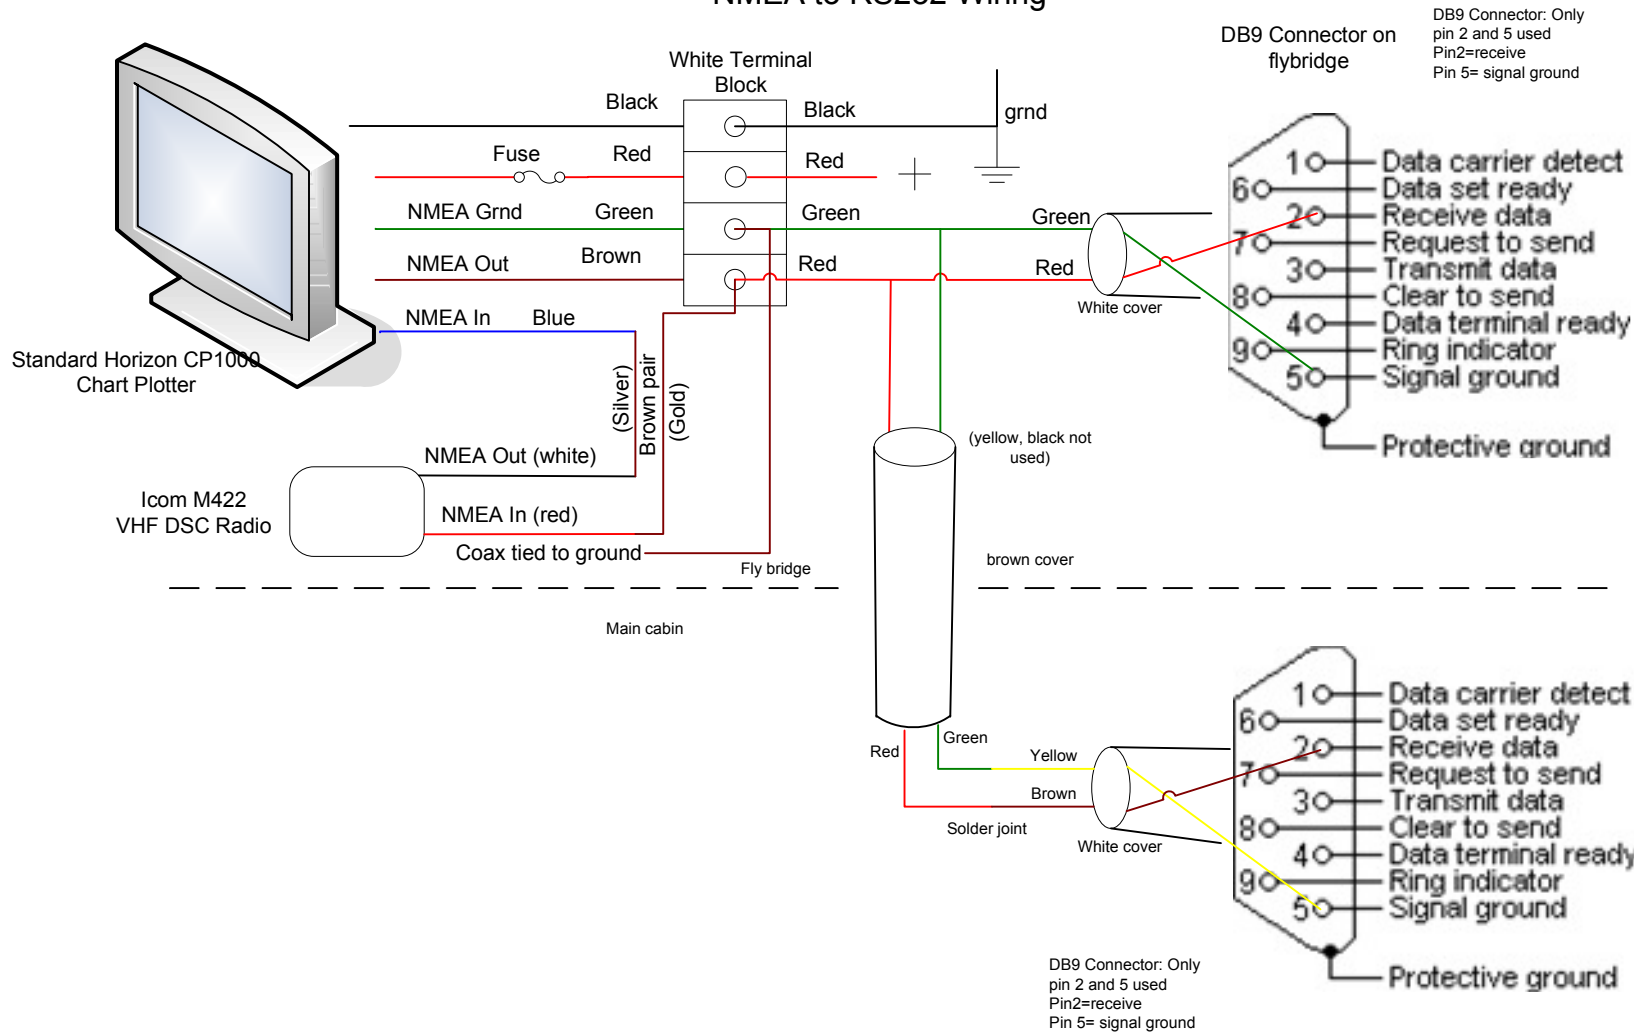 NMEA to RS232 Wiring
DB9 Connector: Only
pin 2 and 5 used
Pin2=receive
Pin 5= signal ground
DB9 Connector on
flybridge
White Terminal
Block
Black
Black
grnd
Fuse
Red
Red
NMEA Grnd
Green
Green
Green
NMEA Out
Brown
Red
Red
White cover
NMEA In
Blue
Standard Horizon CP1000
Chart Plotter
(Silver)
Brown pair
(Gold)
NMEA Out (white)
Icom M422
VHF DSC Radio
NMEA In (red)
Coax tied to ground
(yellow, black not
used)
Fly bridge
brown cover
Main cabin
1 Data carrier detect
6 Data set ready
2 Receive data
7 Request to send
3 Transmit data
8 Clear to send
4 Data terminal ready
9 Ring indicator
5 Signal ground
Protective ground
Red
Green
Yellow
Brown
Solder joint
White cover
1 Data carrier detect
6 Data set ready
2 Receive data
7 Request to send
3 Transmit data
8 Clear to send
4 Data terminal ready
9 Ring indicator
5 Signal ground
Protective ground
DB9 Connector: Only
pin 2 and 5 used
Pin2=receive
Pin 5= signal ground